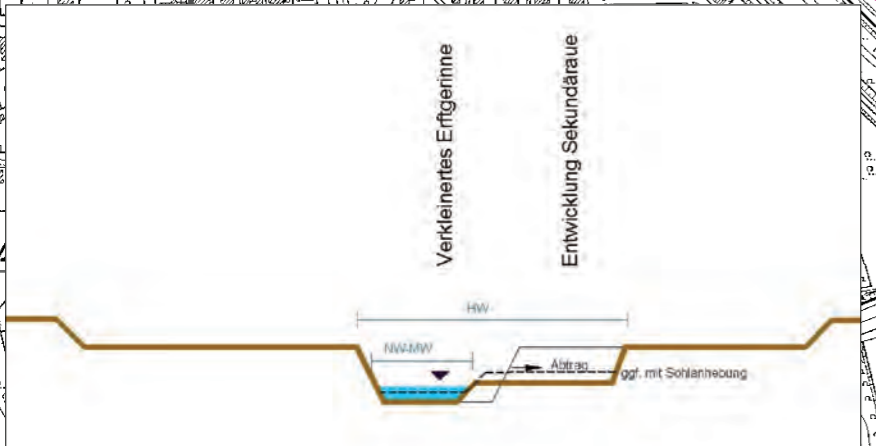 Verkleinertes Erftgerinne
Entwicklung Sekundäraue
HW
NW-MW
Abtrag
ggf. mit Sohlanhebung